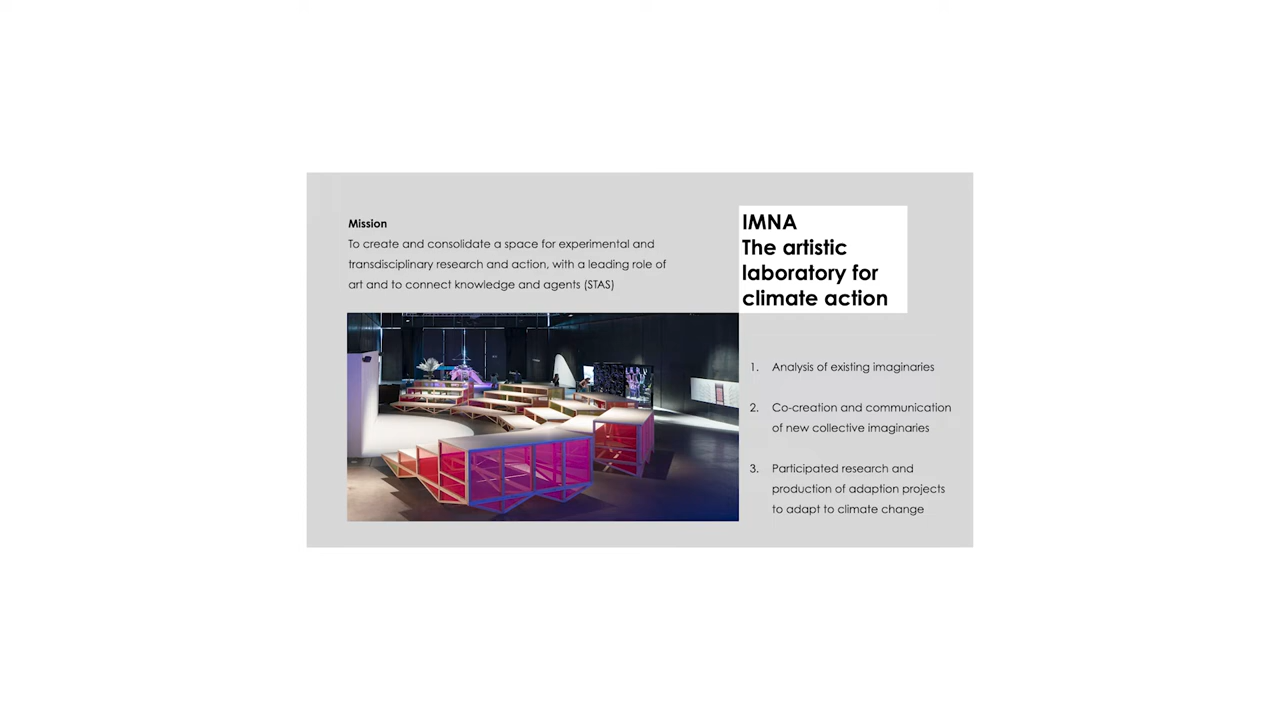 Mission
To create and consolidate a space for experimental and
transdisciplinary research and action, with a leading role of
art and to connect knowledge and agents (STAS)
IMNA
The artistic
laboratory for
climate action
1. Analysis of existing imaginaries
2. Co-creation and communication
of new collective imaginaries
3. Participated research and
production of adaption projects
to adapt to climate change